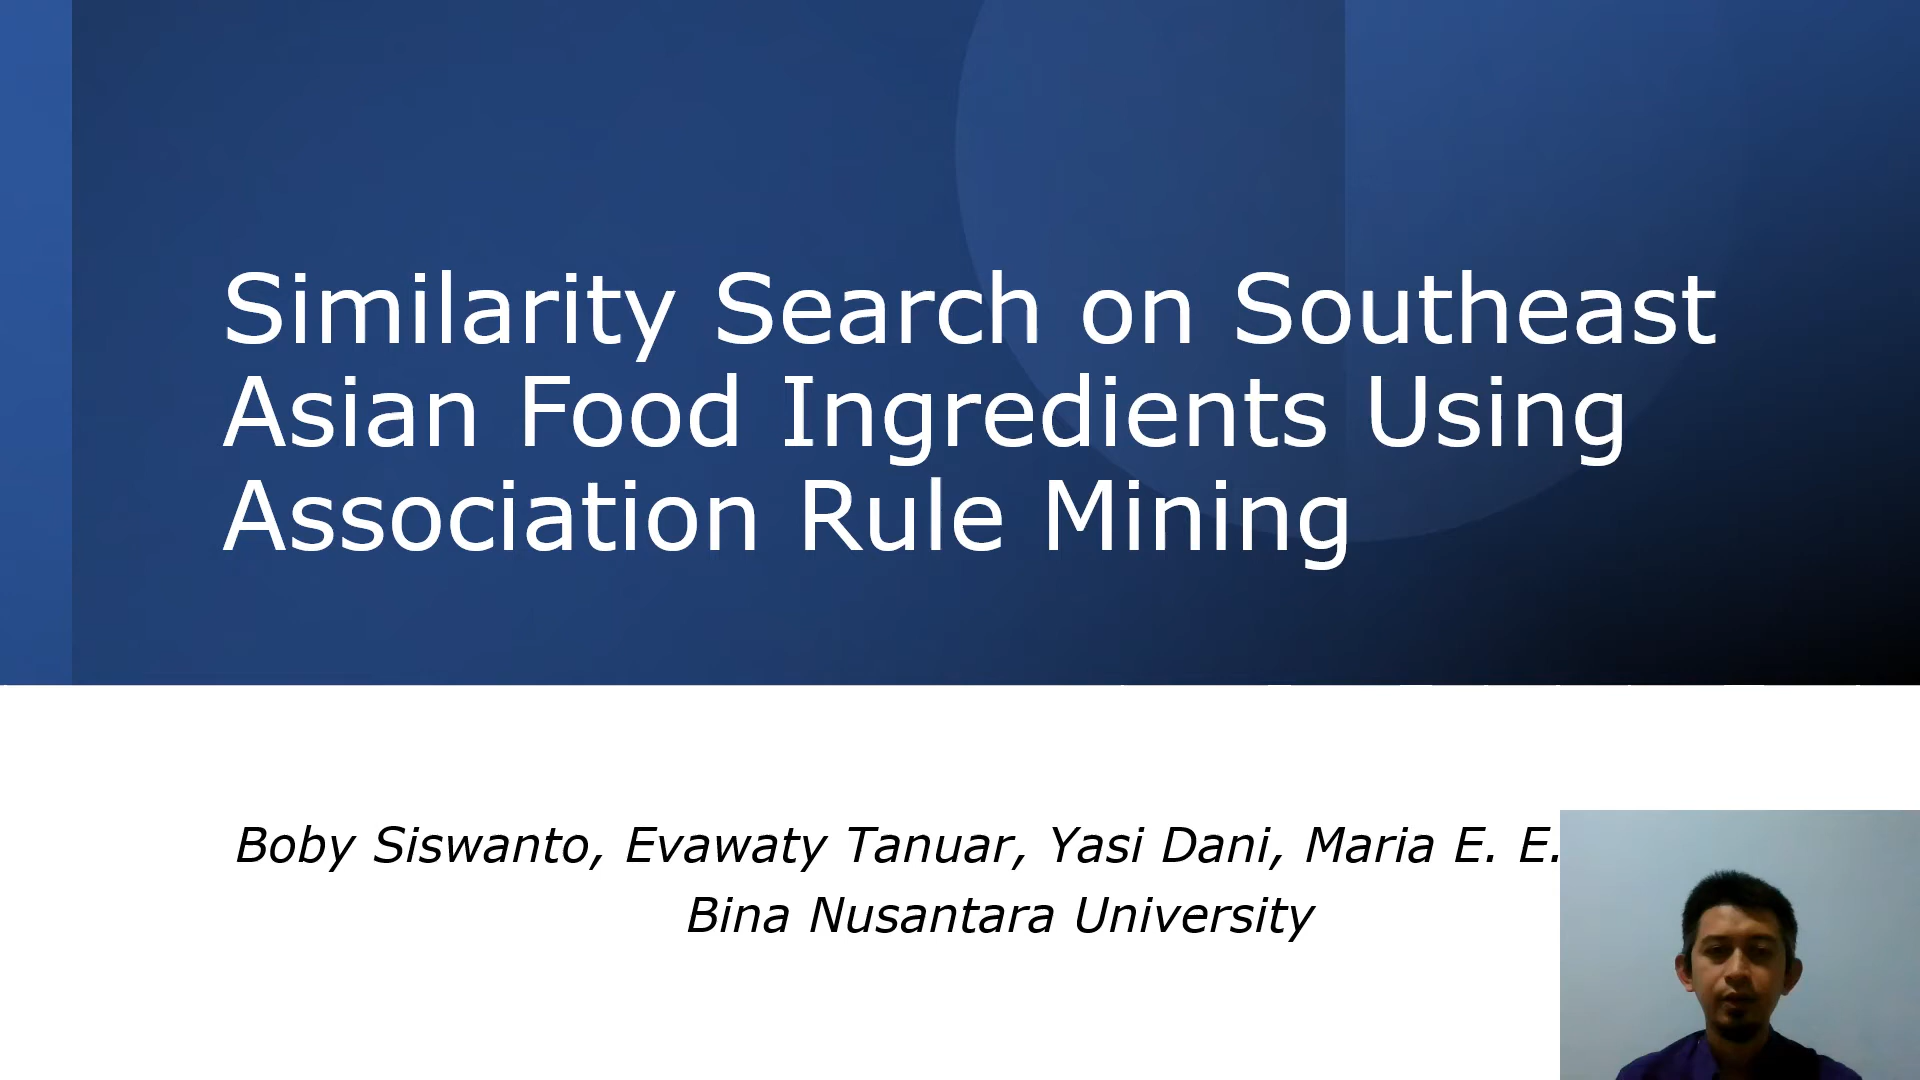 Similarity Search on Southeast
Asian Food Ingredients Using
Association Rule Mining
Boby Siswanto, Evawaty Tanuar, Yasi Dani, Maria E. E.
Bina Nusantara University